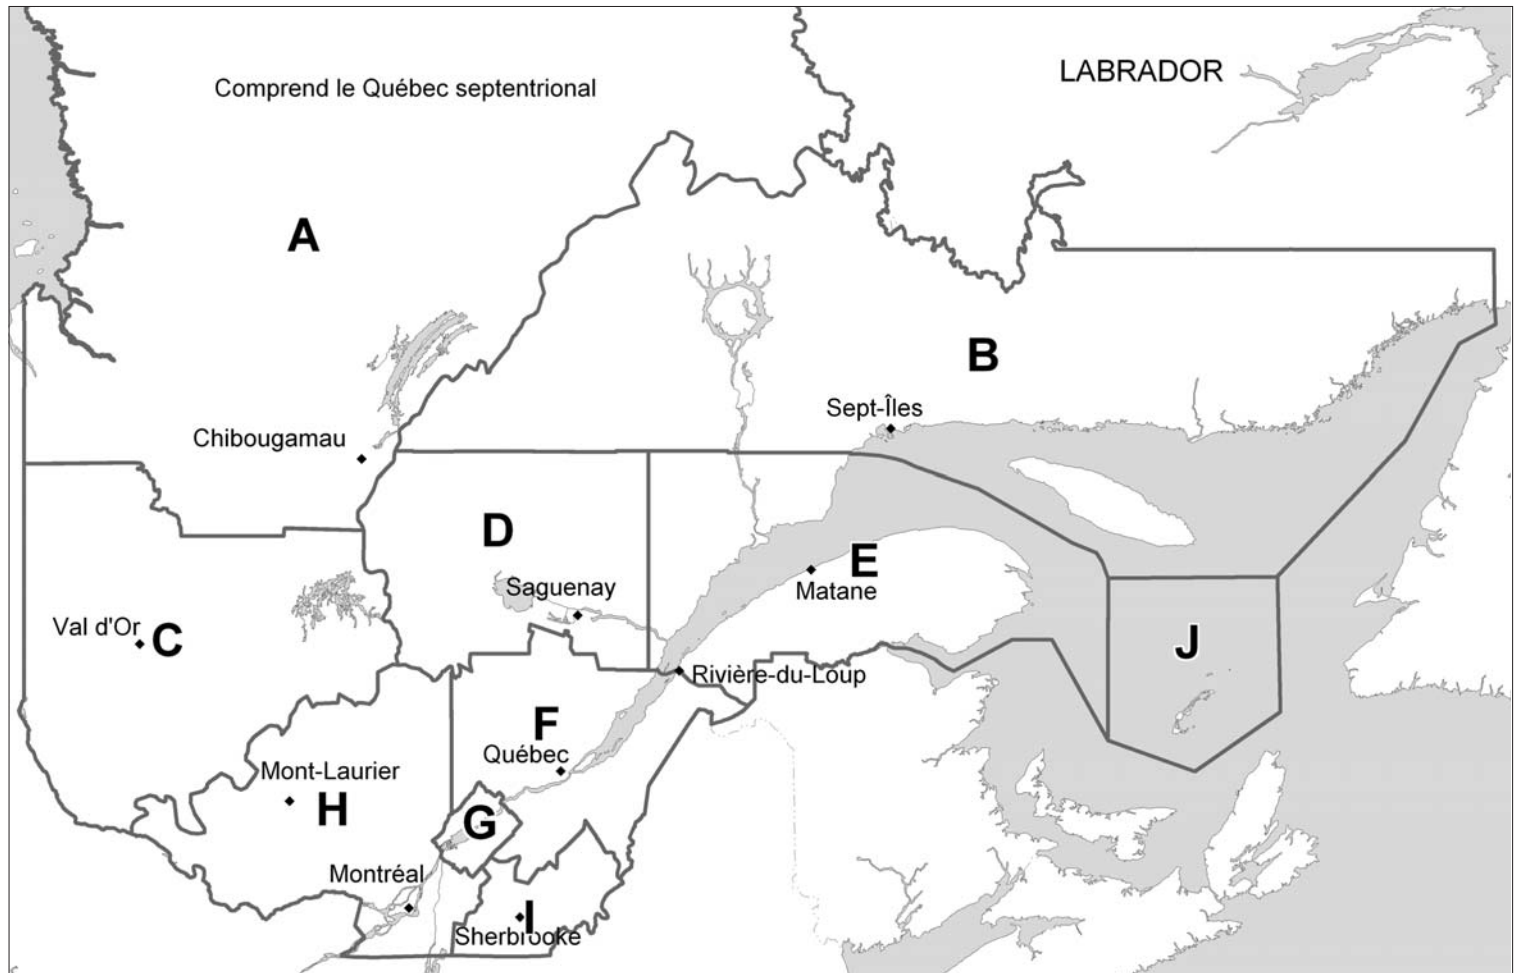 LABRADOR
Comprend le Québec septentrional
A
B
Sept-Îles
Chibougamau
D
E
Saguenay
Matane
Val d'Or
C
J
Rivière-du-Loup
F
Québec
Mont-Laurier
H
G
Montréal
I
Sherbrooke